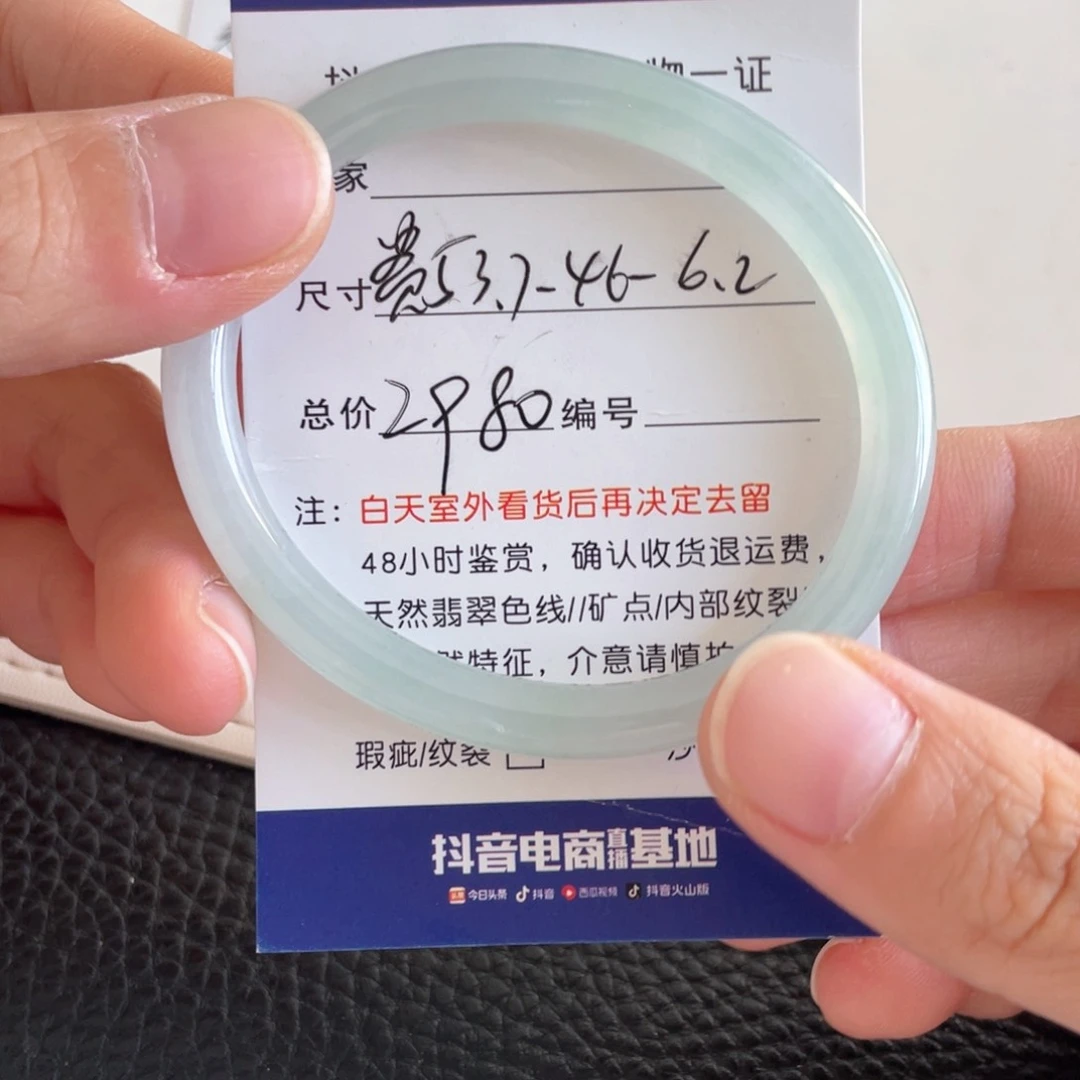 物一证
家
尺寸 贵53.7-46-6.2
总价 2980 编号
注：白天室外看货后再决定去留
48小时鉴赏，确认收货退运费，
天然翡翠色线//矿点/内部纹裂
特征，介意请慎拍
瑕疵/纹裂
抖音电商直播基地
今日头条 抖音 西瓜视频 抖音火山版